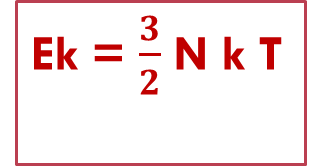 Ek = 3/2 N k T